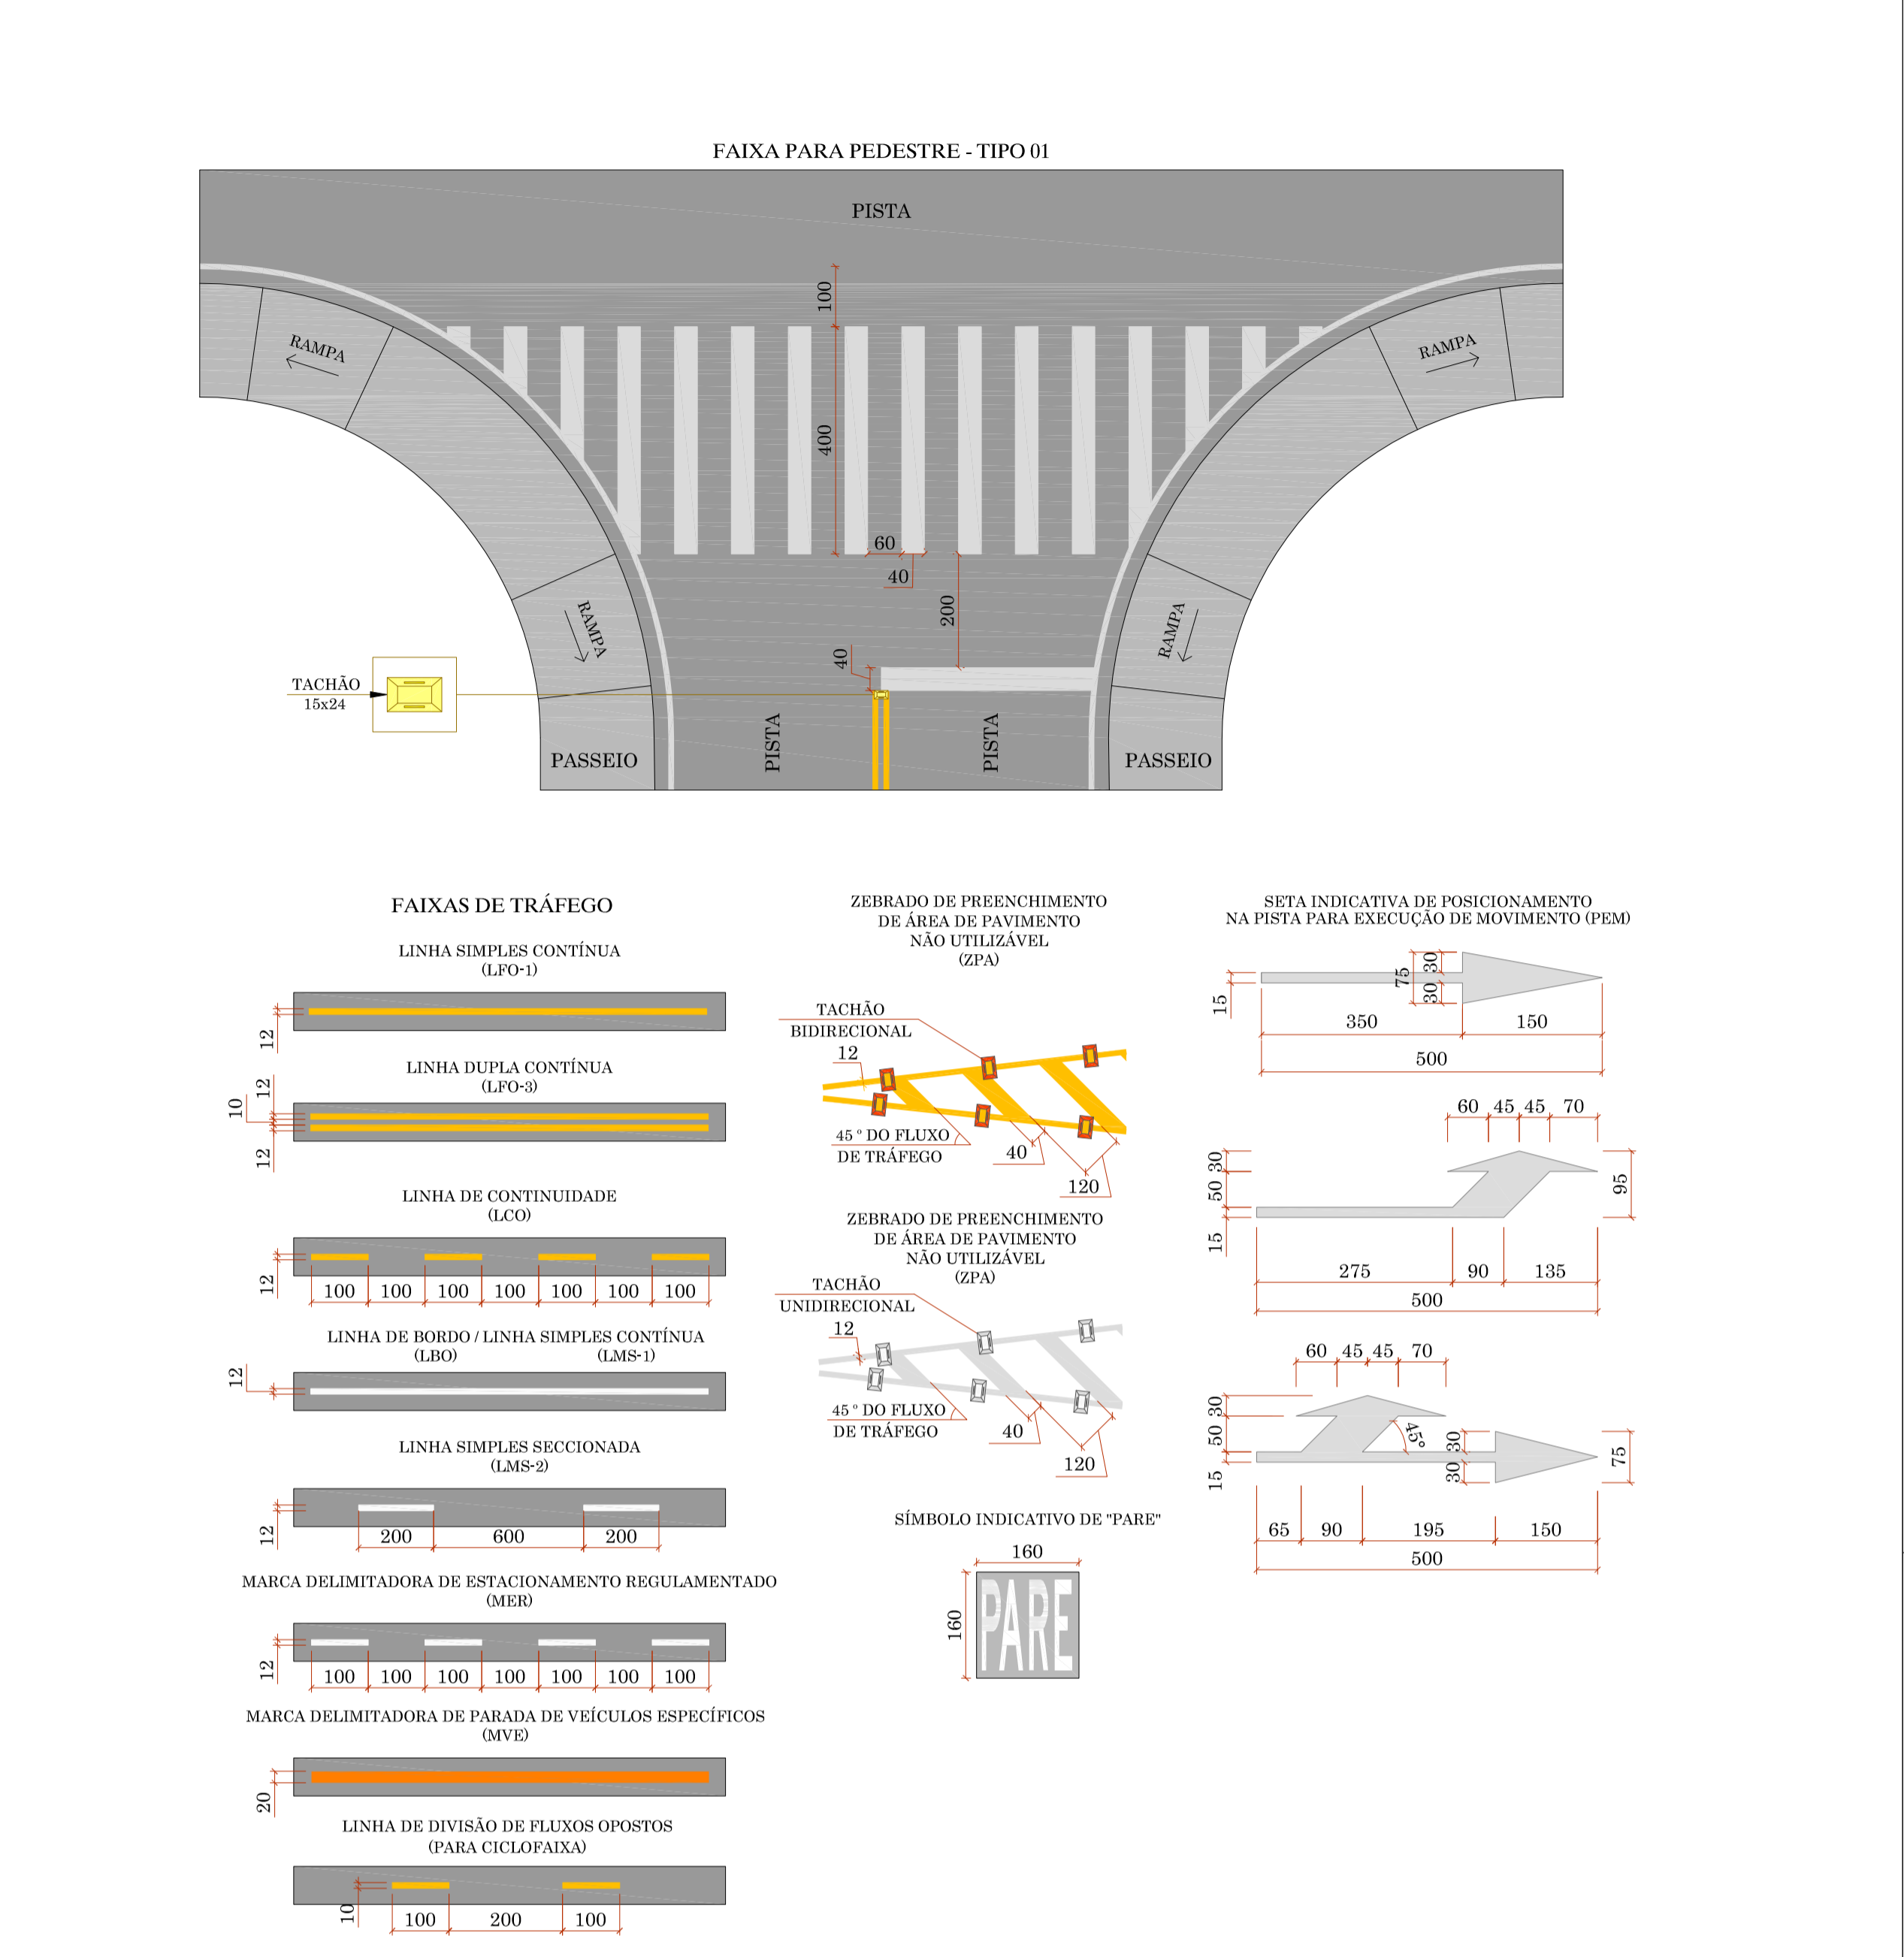 FAIXA PARA PEDESTRE - TIPO 01
PISTA
100
RAMPA
RAMPA
400
60
40
200
RAMPA
RAMPA
40
TACHÃO
15x24
PISTA
PISTA
PASSEIO
PASSEIO
FAIXAS DE TRÁFEGO
LINHA SIMPLES CONTÍNUA
(LFO-1)
12
LINHA DUPLA CONTÍNUA
(LFO-3)
12
10
12
LINHA DE CONTINUIDADE
(LCO)
12
100 100 100 100 100 100 100
LINHA DE BORDO / LINHA SIMPLES CONTÍNUA
(LBO) (LMS-1)
12
LINHA SIMPLES SECCIONADA
(LMS-2)
12
200 600 200
MARCA DELIMITADORA DE ESTACIONAMENTO REGULAMENTADO
(MER)
12
100 100 100 100 100 100 100
MARCA DELIMITADORA DE PARADA DE VEÍCULOS ESPECÍFICOS
(MVE)
20
LINHA DE DIVISÃO DE FLUXOS OPOSTOS
(PARA CICLOFAIXA)
10
100 200 100
ZEBRADO DE PREENCHIMENTO
DE ÁREA DE PAVIMENTO
NÃO UTILIZÁVEL
(ZPA)
TACHÃO
BIDIRECIONAL
12
45 º DO FLUXO
DE TRÁFEGO
40
120
ZEBRADO DE PREENCHIMENTO
DE ÁREA DE PAVIMENTO
NÃO UTILIZÁVEL
(ZPA)
TACHÃO
UNIDIRECIONAL
12
45 º DO FLUXO
DE TRÁFEGO
40
120
SÍMBOLO INDICATIVO DE "PARE"
160
160
PARE
SETA INDICATIVA DE POSICIONAMENTO
NA PISTA PARA EXECUÇÃO DE MOVIMENTO (PEM)
75
30
30
15
350 150
500
60 45 45 70
30
50
15
95
275 90 135
500
60 45 45 70
30
50
15
45°
30
30
75
65 90 195 150
500